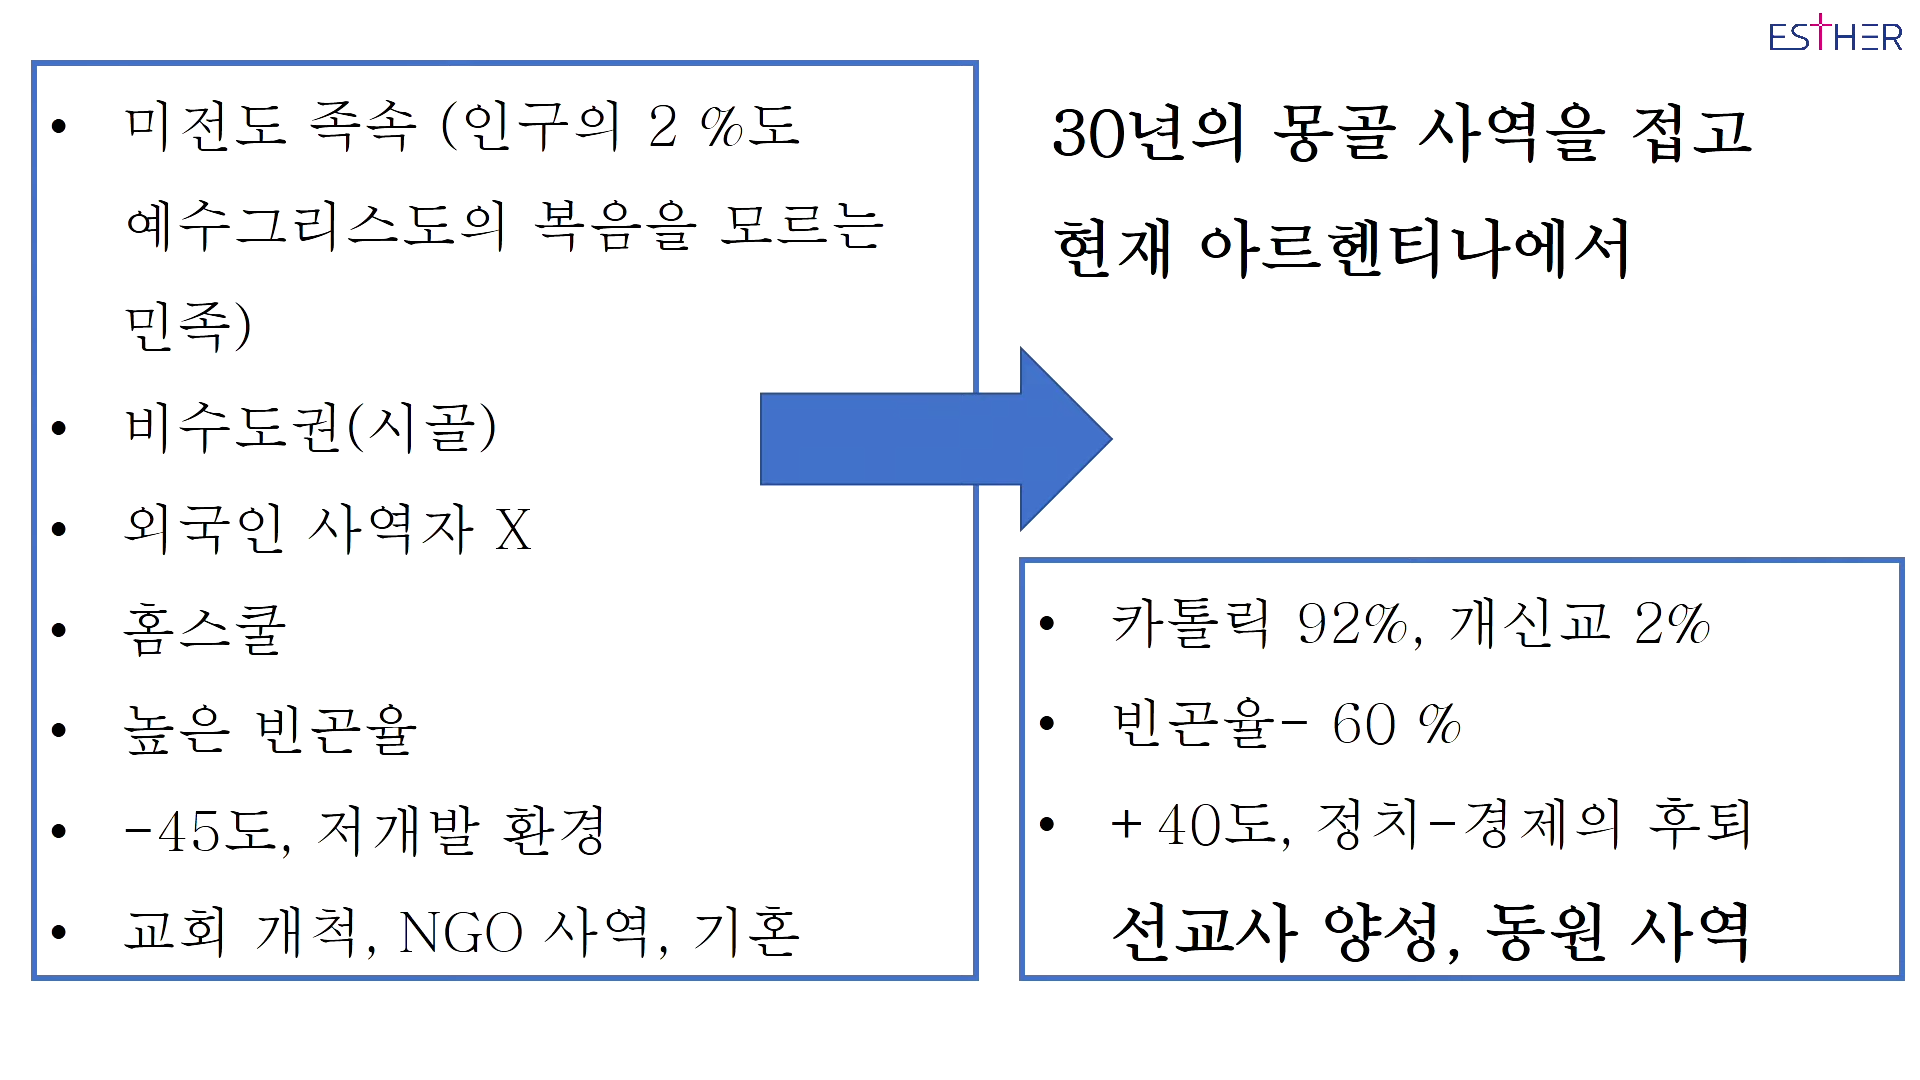 ESTHER
• 미전도 족속 (인구의 2 %도
예수그리스도의 복음을 모르는
민족)
• 비수도권(시골)
• 외국인 사역자 X
• 홈스쿨
• 높은 빈곤율
• -45도, 저개발 환경
• 교회 개척, NGO 사역, 기혼
30년의 몽골 사역을 접고
현재 아르헨티나에서
• 카톨릭 92%, 개신교 2%
• 빈곤율- 60 %
• +40도, 정치-경제의 후퇴
선교사 양성, 동원 사역